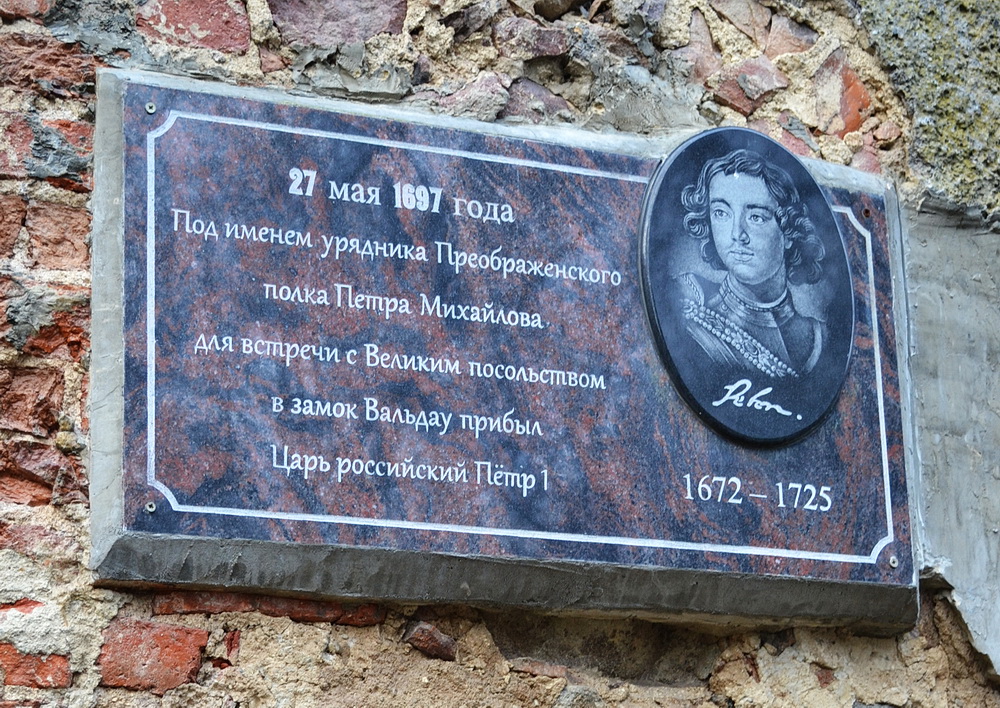 27 мая 1697 года
Под именем урядника Преображенского
полка Петра Михайлова
для встречи с Великим посольством
в замок Вальдау прибыл
Царь российский Пётр I
1672 – 1725